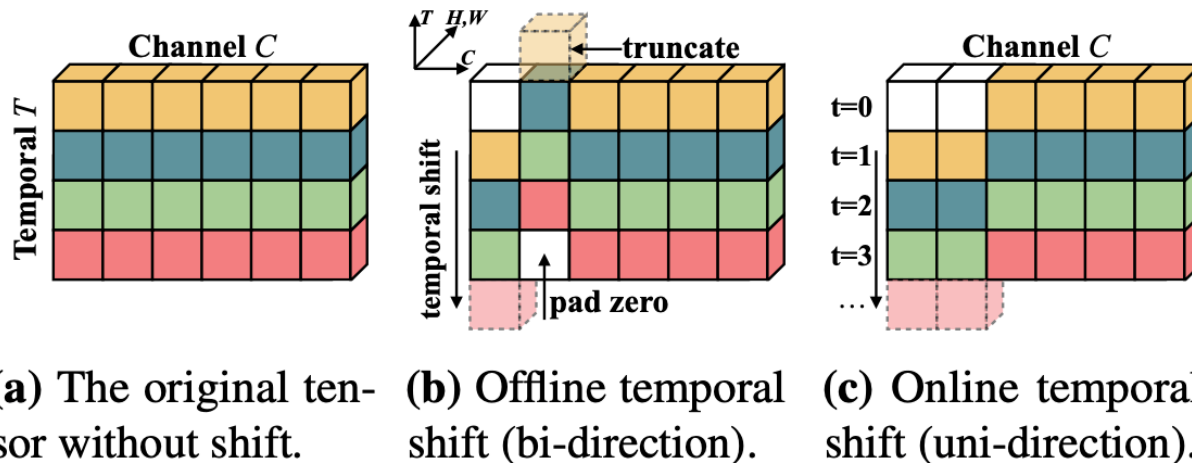 Channel C
Temporal T
T
H,W
C
truncate
temporal shift
pad zero
Channel C
t=0
t=1
t=2
t=3
...
(a) The original ten-
sor without shift.
(b) Offline temporal
shift (bi-direction).
(c) Online temporal
shift (uni-direction).